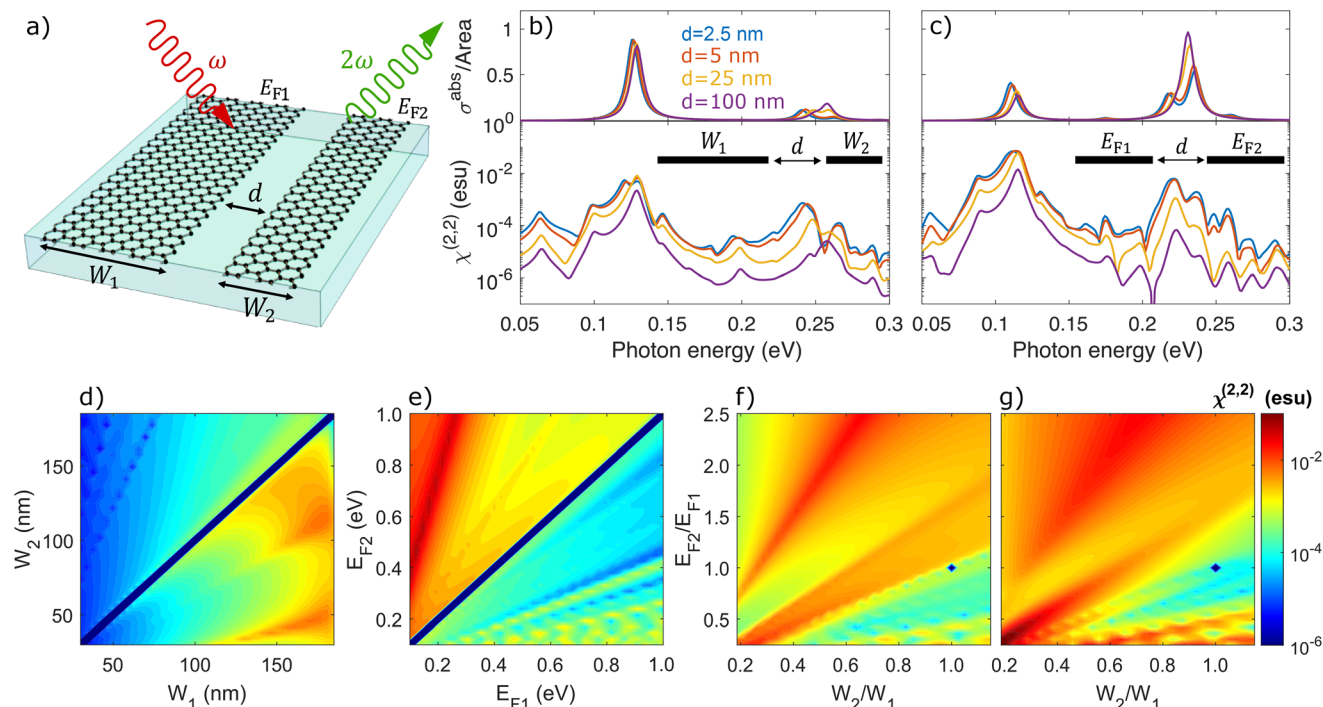 a)
ω
2ω
E_F1
E_F2
d
W_1
W_2
b)
d=2.5 nm
d=5 nm
d=25 nm
d=100 nm
σ^abs/Area
1
0.5
0
χ^(2,2) (esu)
10^0
10^-2
10^-4
10^-6
W_1
d
W_2
0.05 0.1 0.15 0.2 0.25 0.3
Photon energy (eV)
c)
E_F1
d
E_F2
0.05 0.1 0.15 0.2 0.25 0.3
Photon energy (eV)
d)
W_2 (nm)
150
100
50
50 100 150
W_1 (nm)
e)
E_F2 (eV)
1.0
0.8
0.6
0.4
0.2
0.2 0.4 0.6 0.8 1.0
E_F1 (eV)
f)
E_F2/E_F1
2.5
2.0
1.5
1.0
0.5
0.2 0.4 0.6 0.8 1.0
W_2/W_1
g)
χ^(2,2) (esu)
0.2 0.4 0.6 0.8 1.0
W_2/W_1
10^-2
10^-4
10^-6